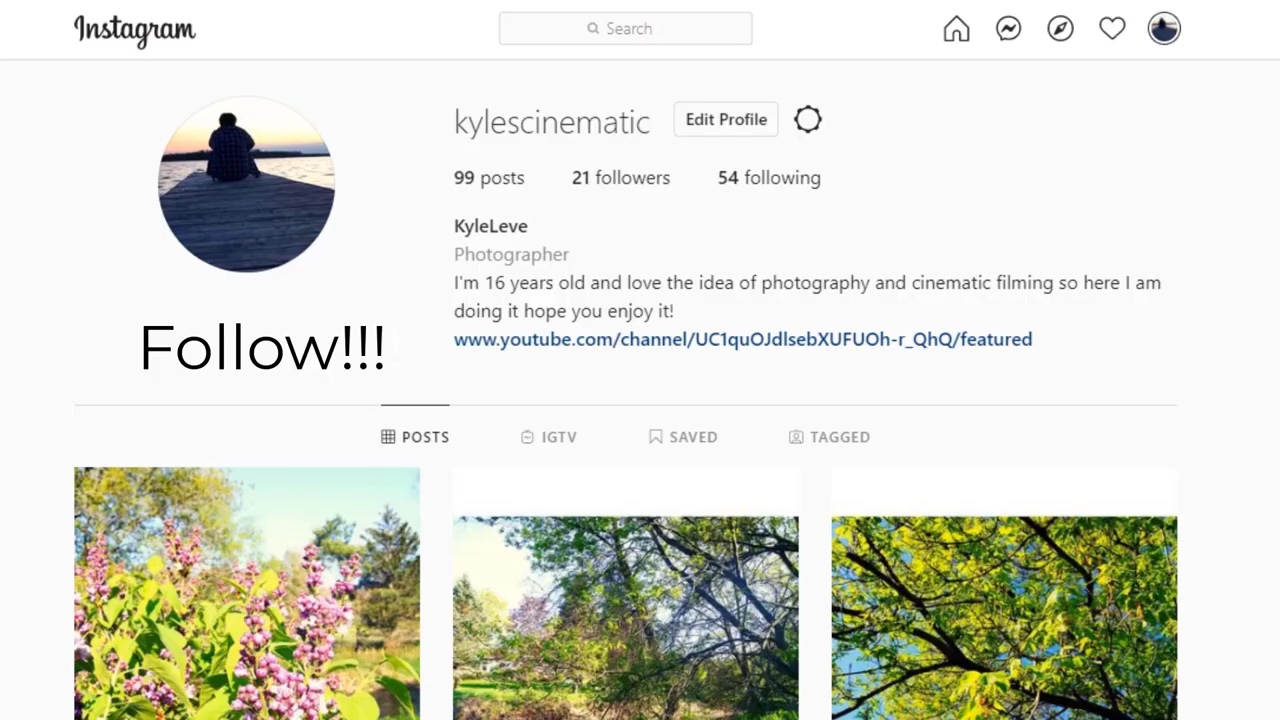 Instagram
Search
kylescinematic Edit Profile
99 posts 21 followers 54 following
KyleLeve
Photographer
I'm 16 years old and love the idea of photography and cinematic filming so here I am
doing it hope you enjoy it!
www.youtube.com/channel/UC1quOJdlsebXUFUOh-r_QhQ/featured
Follow!!!
POSTS IGTV SAVED TAGGED